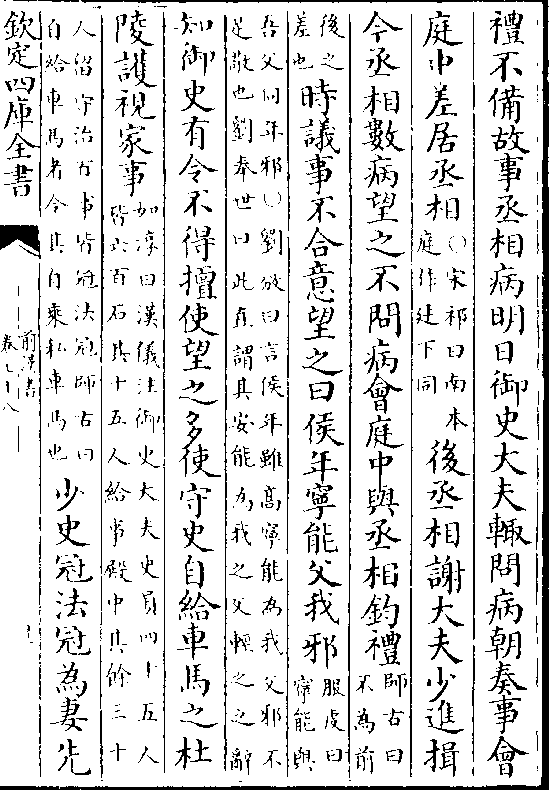 禮不備故事丞相病明日御史大夫輒問病朝奏事會
庭中差居丞相
○宋祁曰南本
庭作廷下同
後丞相謝大夫少進揖
今丞相數病望之不問病會庭中與丞相鈞禮
師古曰
不為前
後之
差也
時議事不合意望之曰侯年寧能父我邪
服虔曰
寧能與
吾父同年邪○劉攽曰言侯年雖高寧能為我父邪不
足敬也劉奉世曰此直謂其安能為我之父輕之之辭
知御史有令不得擅使望之多使守史自給車馬之杜
陵護視家事
如淳曰漢儀注御史大夫史員四十五人
皆六百石其十五人給事殿中其餘三十
人留守治百事皆冠法冠師古曰
自給車馬者令其自乘私車馬也
少史冠法冠為妻先
欽定四庫全書
前漢書
卷七十八